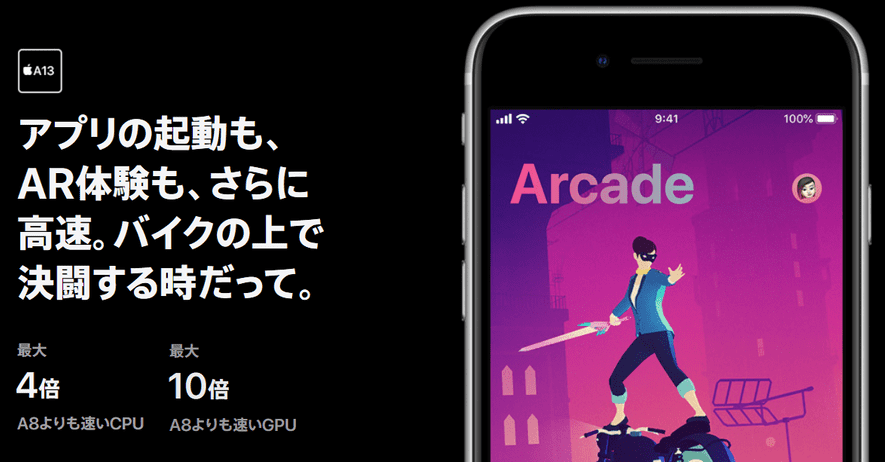 A13
アプリの起動も、
AR体験も、さらに
高速。バイクの上で
決闘する時だって。
最大
4倍
A8よりも速いCPU
最大
10倍
A8よりも速いGPU
9:41
100%
Arcade